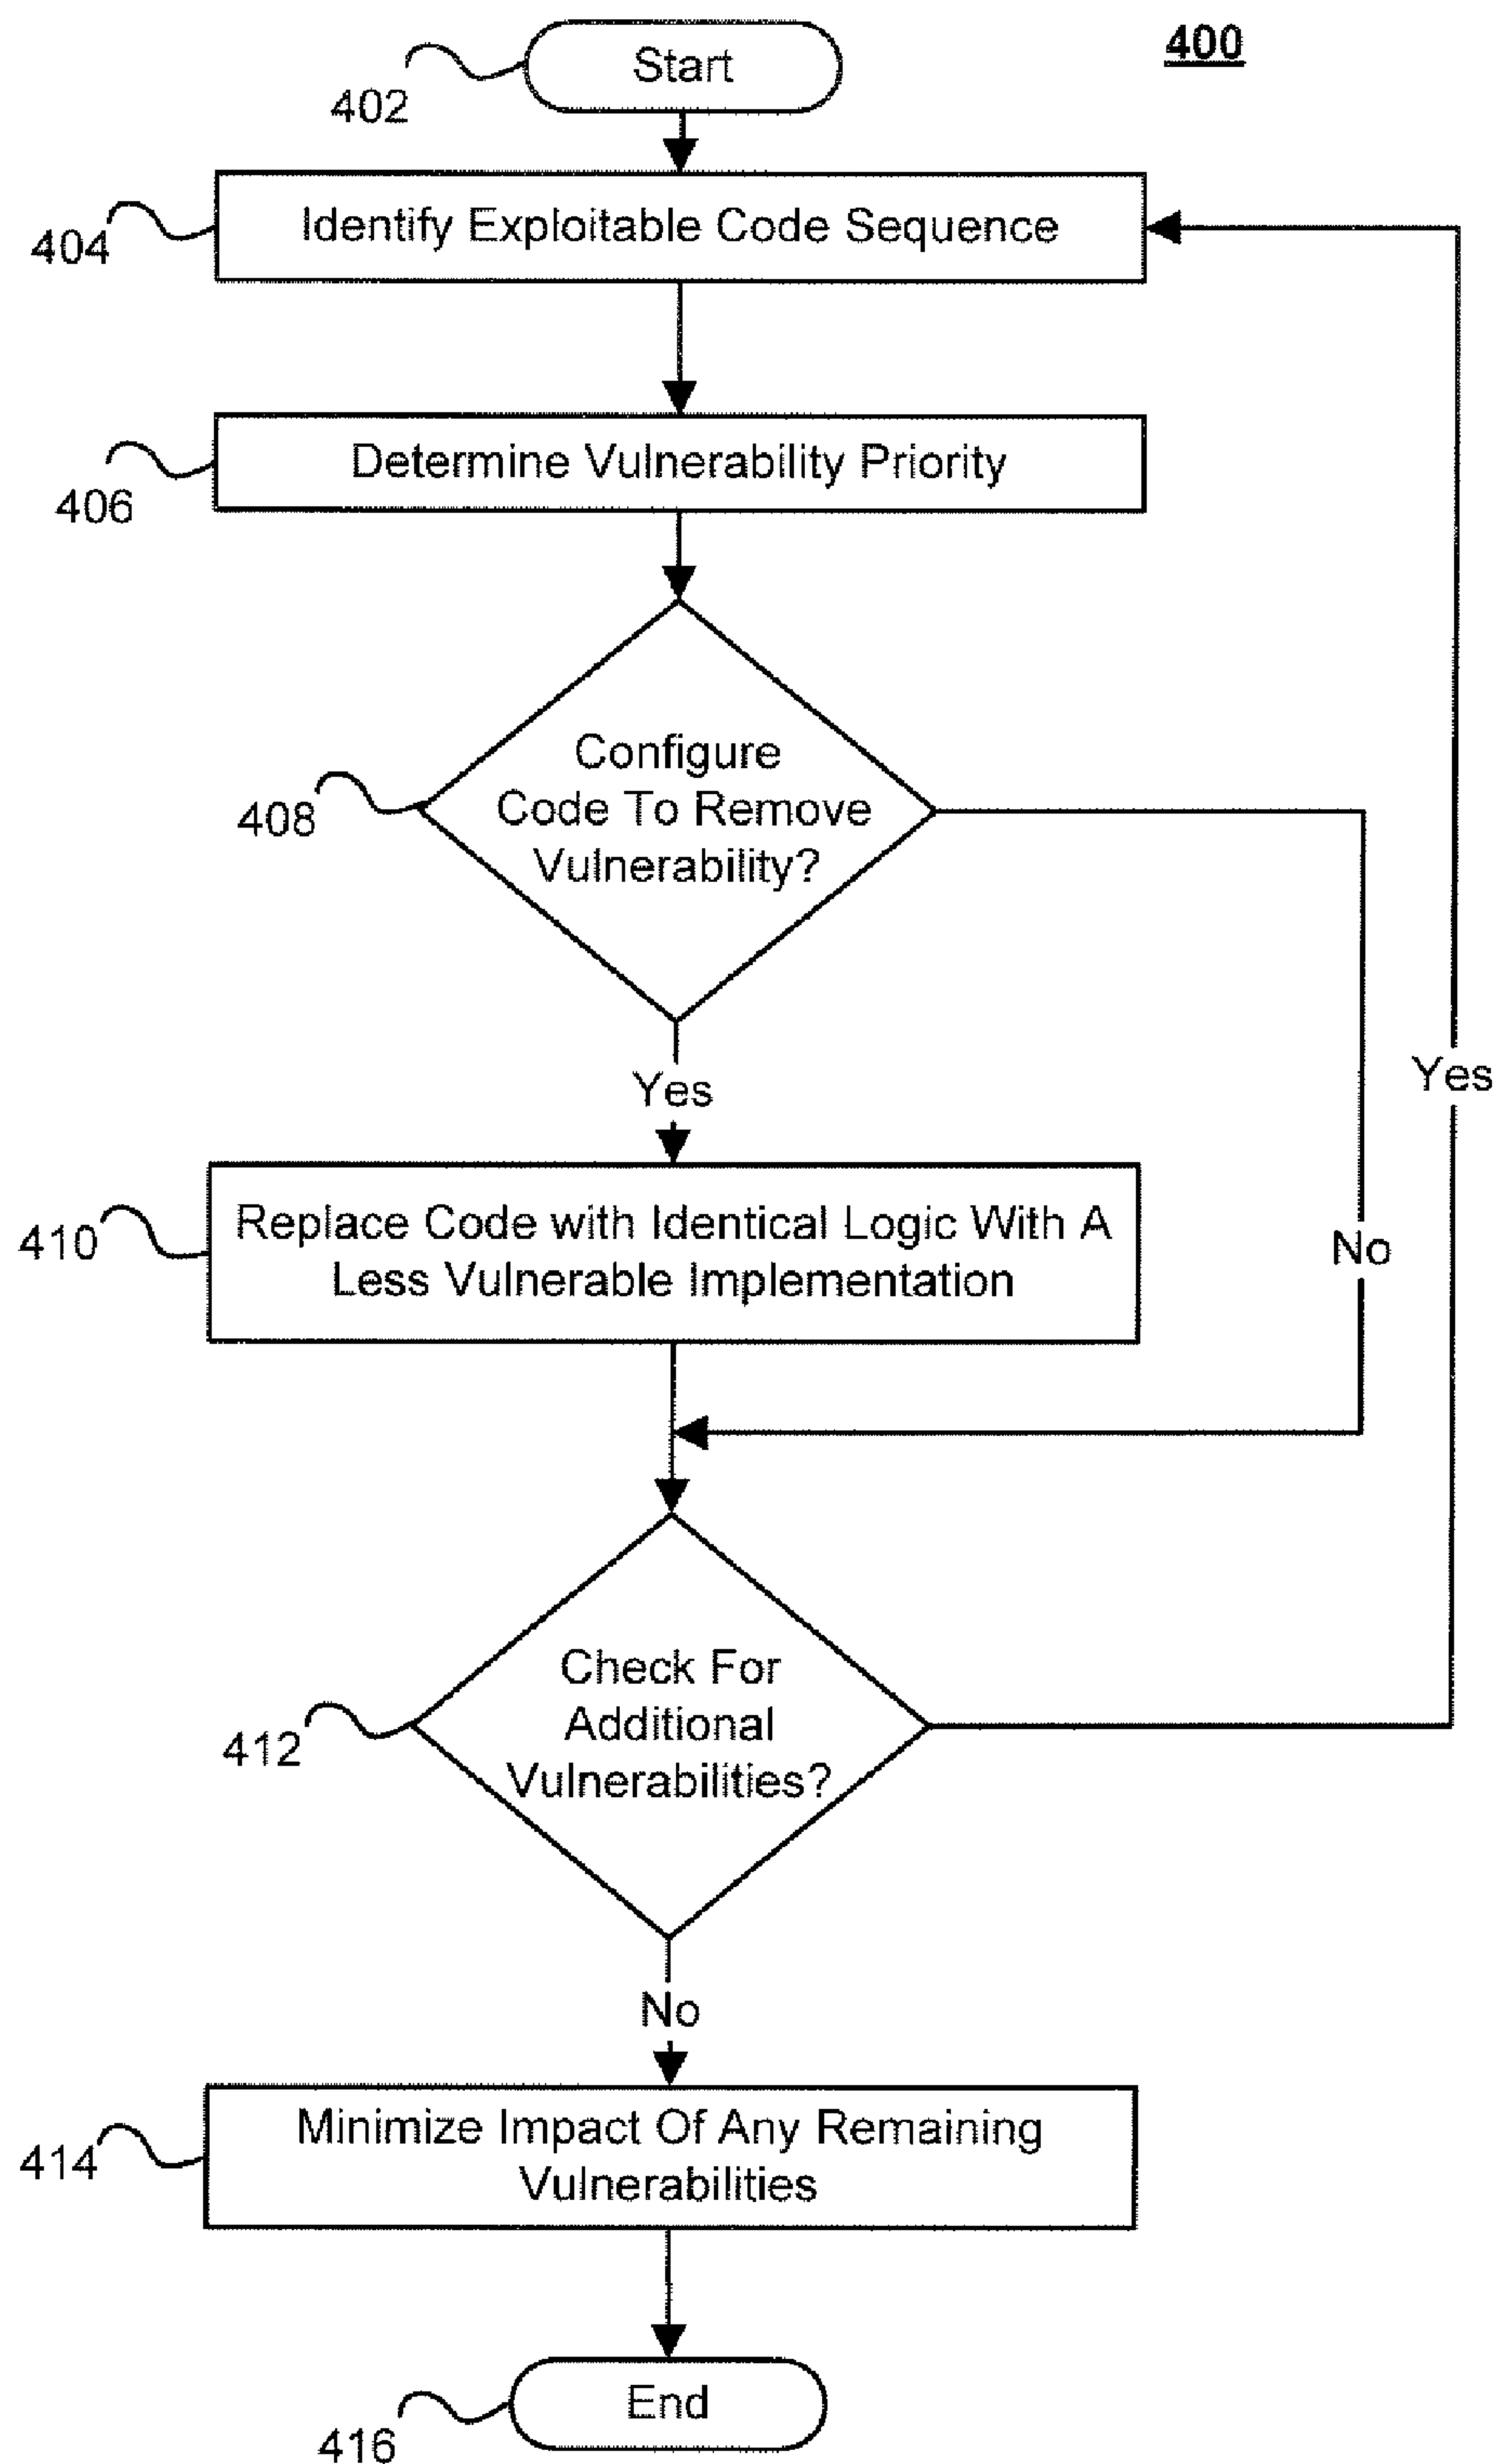 400
Start
402
Identify Exploitable Code Sequence
404
Determine Vulnerability Priority
406
Configure
Code To Remove
Vulnerability?
408
Yes
Yes
Replace Code with Identical Logic With A
Less Vulnerable Implementation
410
No
Check For
Additional
Vulnerabilities?
412
No
Minimize Impact Of Any Remaining
Vulnerabilities
414
End
416